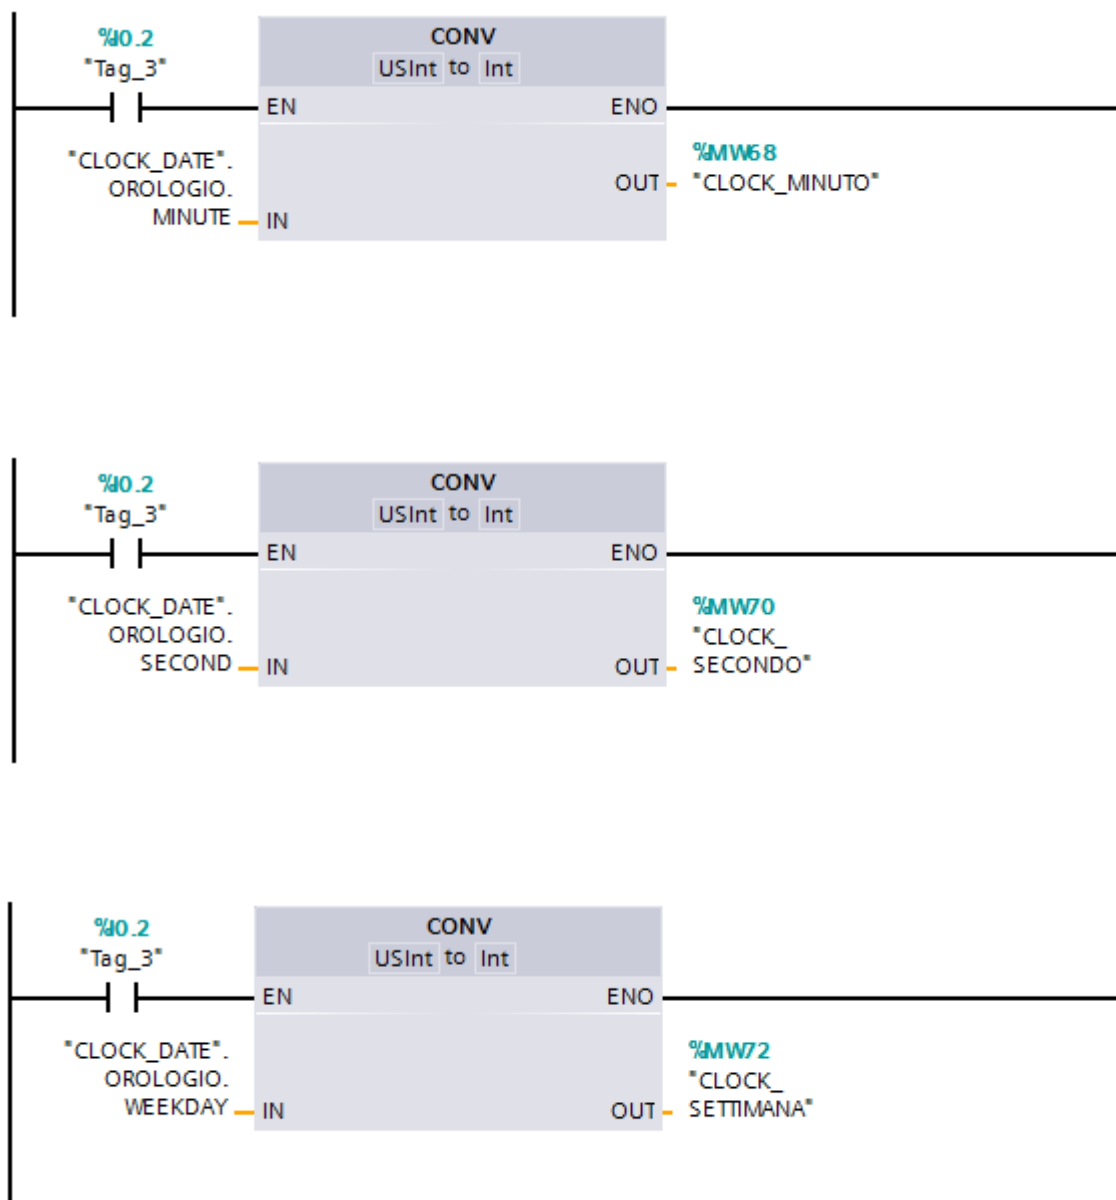 %I0.2
"Tag_3"
CONV
USInt to Int
EN
ENO
"CLOCK_DATE".
OROLOGIO.
MINUTE
IN
OUT
%MW68
"CLOCK_MINUTO"
%I0.2
"Tag_3"
CONV
USInt to Int
EN
ENO
"CLOCK_DATE".
OROLOGIO.
SECOND
IN
OUT
%MW70
"CLOCK_
SECONDO"
%I0.2
"Tag_3"
CONV
USInt to Int
EN
ENO
"CLOCK_DATE".
OROLOGIO.
WEEKDAY
IN
OUT
%MW72
"CLOCK_
SETTIMANA"